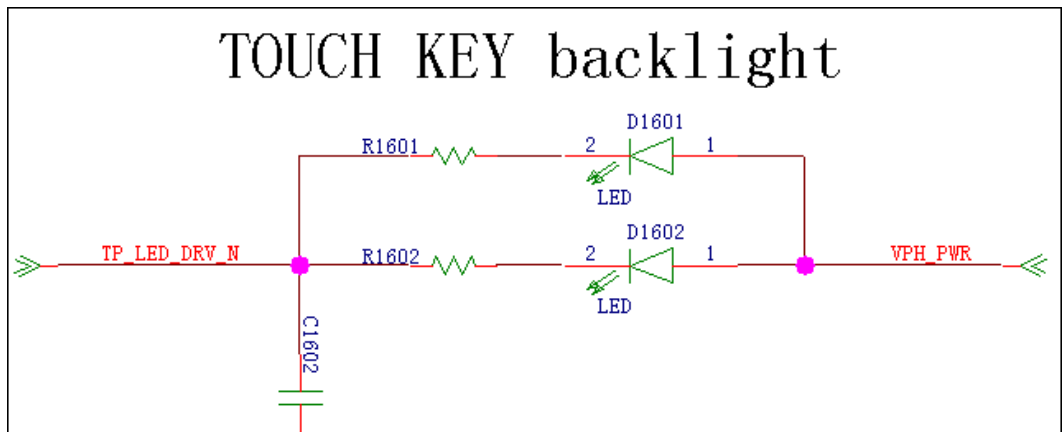 TOUCH KEY backlight
D1601
R1601
2
1
LED
D1602
TP_LED_DRV_N
R1602
2
1
VPH_PWR
LED
C1602